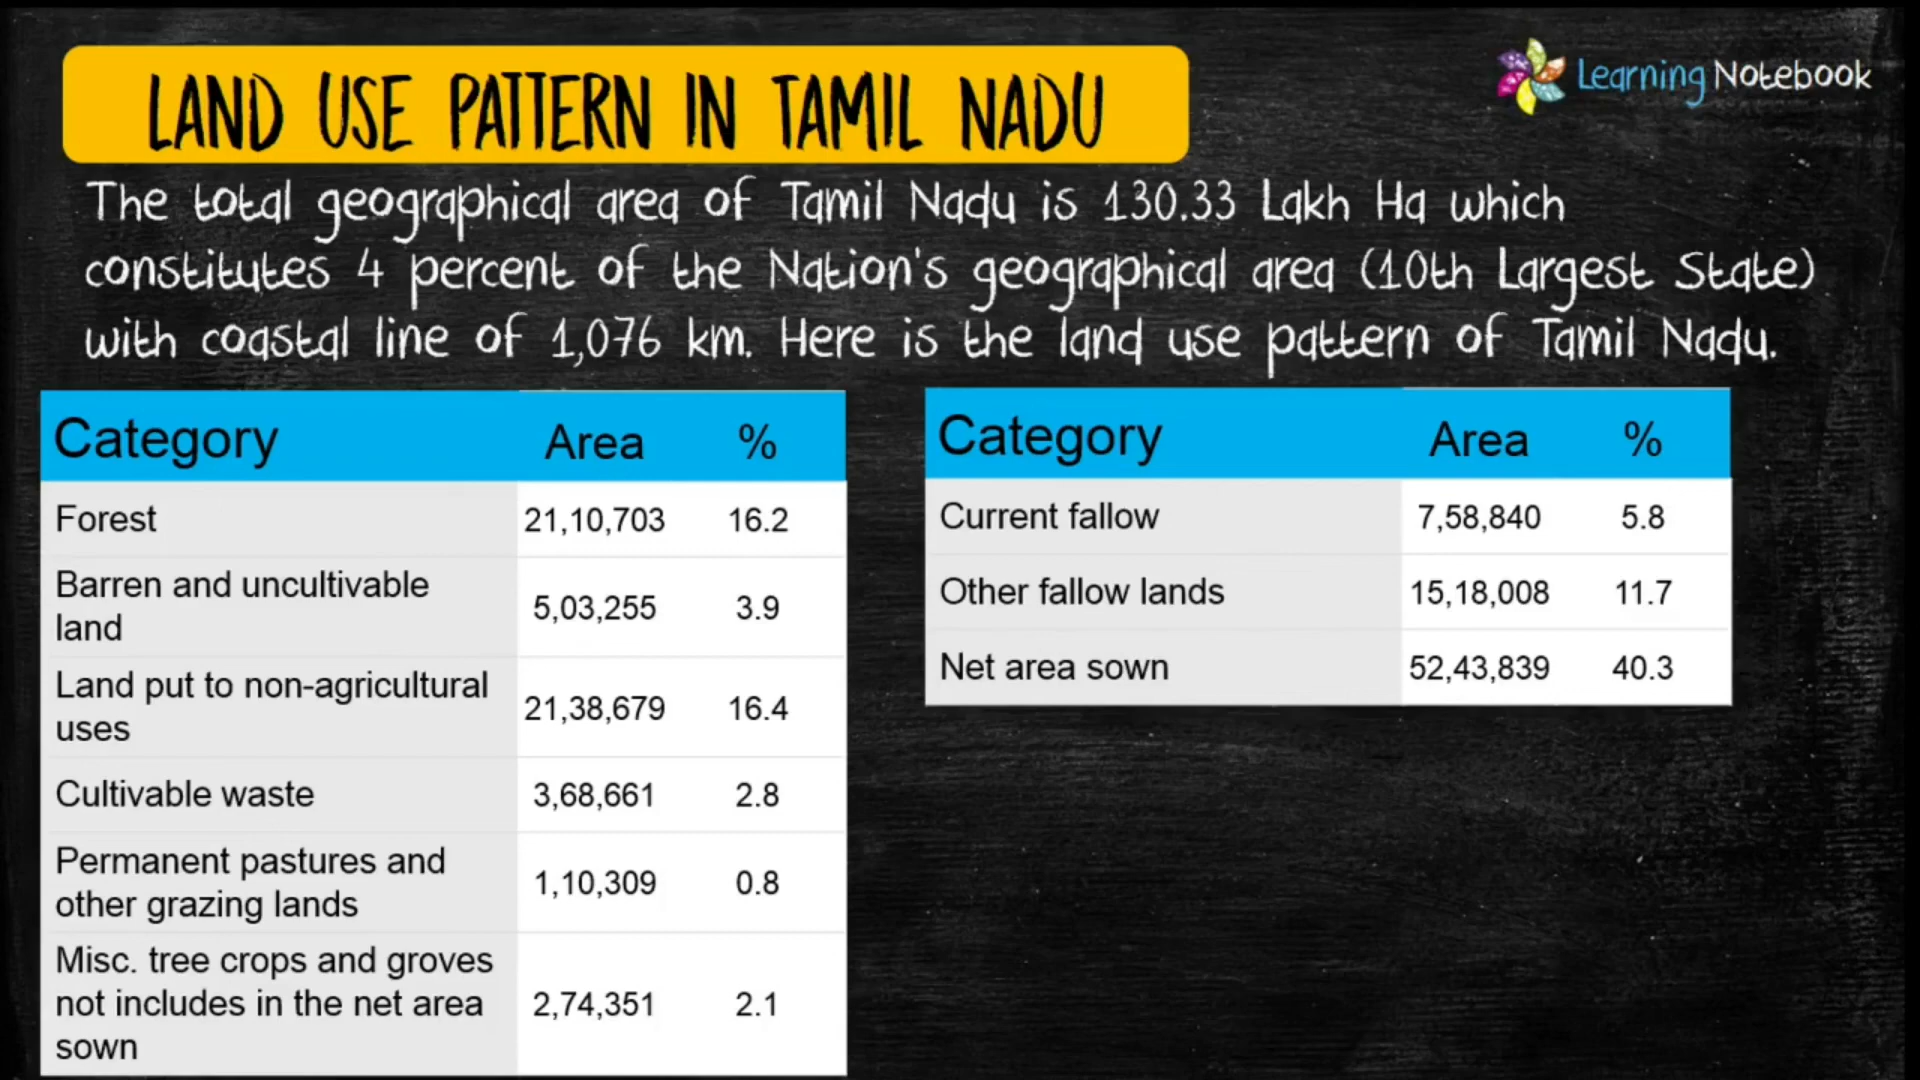 LAND USE PATTERN IN TAMIL NADU
Learning Notebook
The total geographical area of Tamil Nadu is 130.33 Lakh Ha which
constitutes 4 percent of the Nation's geographical area (10th Largest State)
with coastal line of 1,076 km. Here is the land use pattern of Tamil Nadu.
Category Area %
Forest 21,10,703 16.2
Barren and uncultivable
land 5,03,255 3.9
Land put to non-agricultural
uses 21,38,679 16.4
Cultivable waste 3,68,661 2.8
Permanent pastures and
other grazing lands 1,10,309 0.8
Misc. tree crops and groves
not includes in the net area 2,74,351 2.1
sown
Category Area %
Current fallow 7,58,840 5.8
Other fallow lands 15,18,008 11.7
Net area sown 52,43,839 40.3